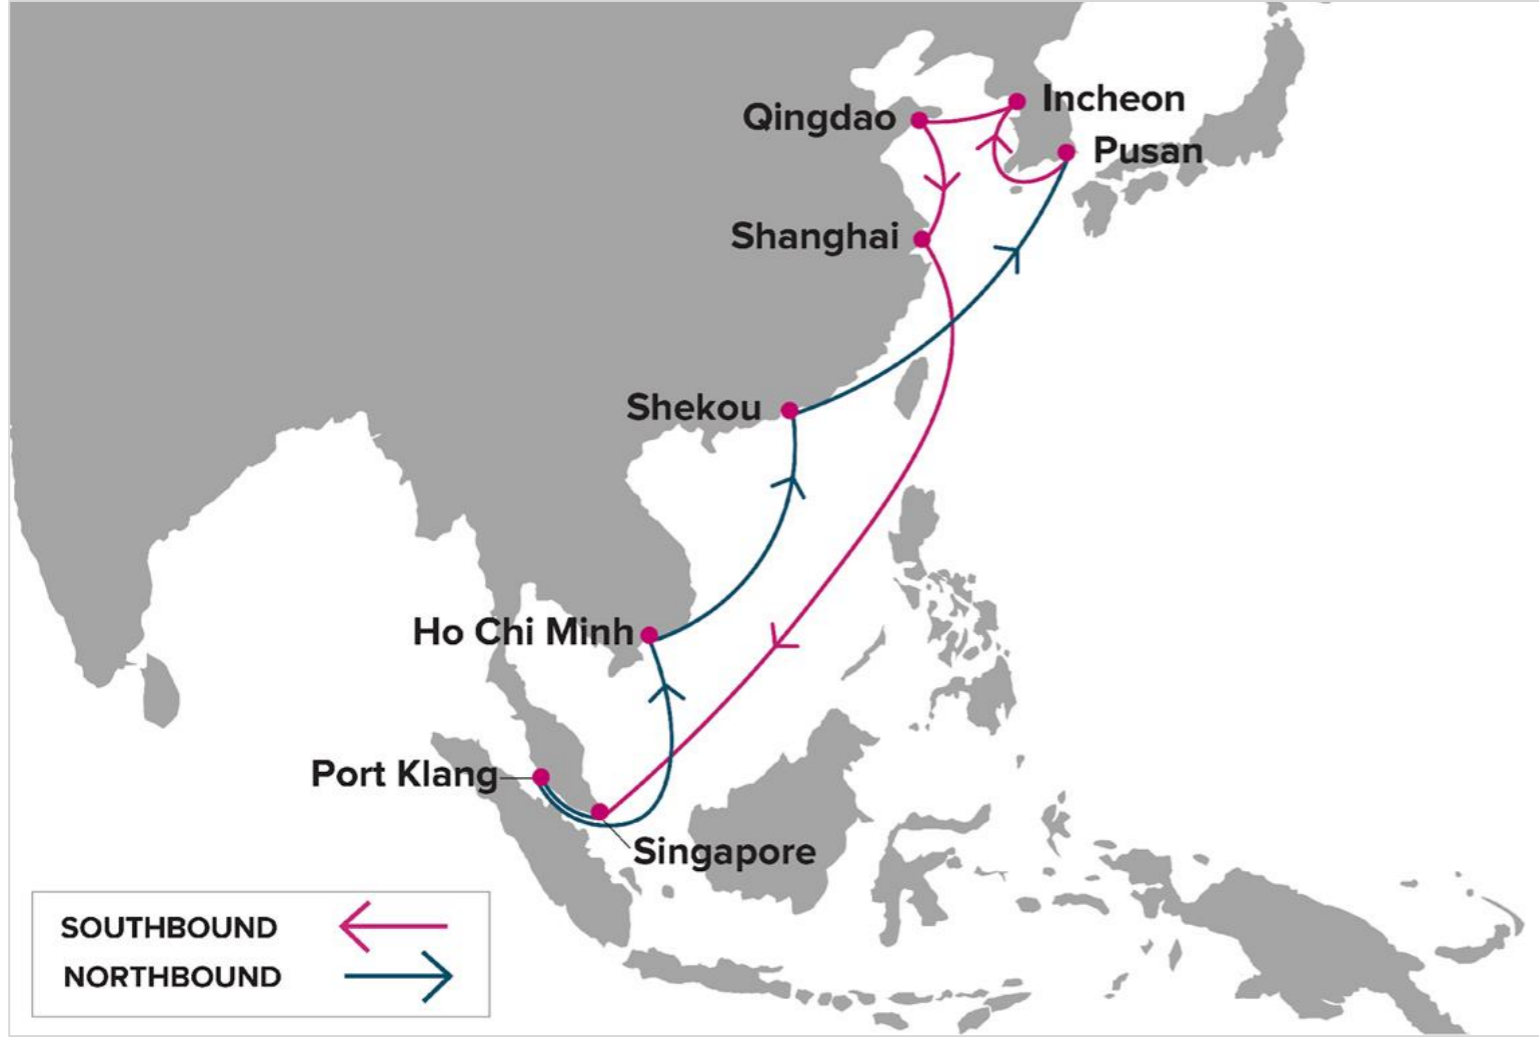 Incheon
Qingdao
Pusan
Shanghai
Shekou
Ho Chi Minh
Port Klang
Singapore
SOUTHBOUND
NORTHBOUND